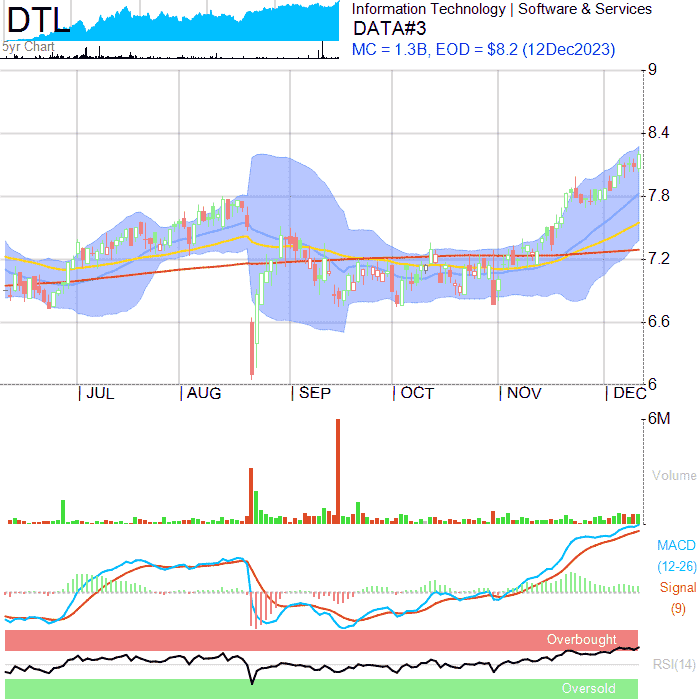 DTL
5yr Chart
Information Technology | Software & Services
DATA#3
MC = 1.3B, EOD = $8.2 (12Dec2023)
9
8.4
7.8
7.2
6.6
6
| JUL
| AUG
| SEP
| OCT
| NOV
| DEC
6M
Volume
MACD
(12-26)
Signal
(9)
Overbought
RSI(14)
Oversold